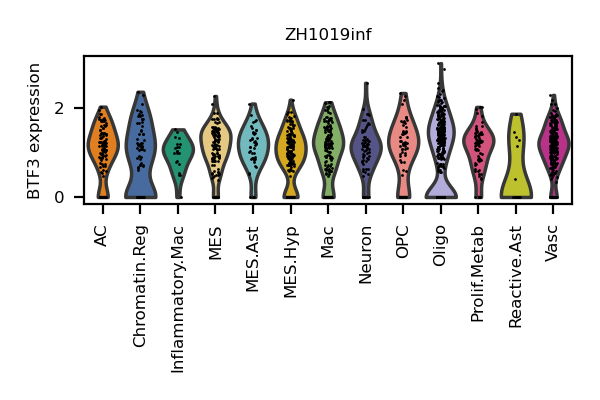 ZH1019inf
BTF3 expression
2
0
AC
Chromatin.Reg
Inflammatory.Mac
MES
MES.Ast
MES.Hyp
Mac
Neuron
OPC
Oligo
Prolif.Metab
Reactive.Ast
Vasc